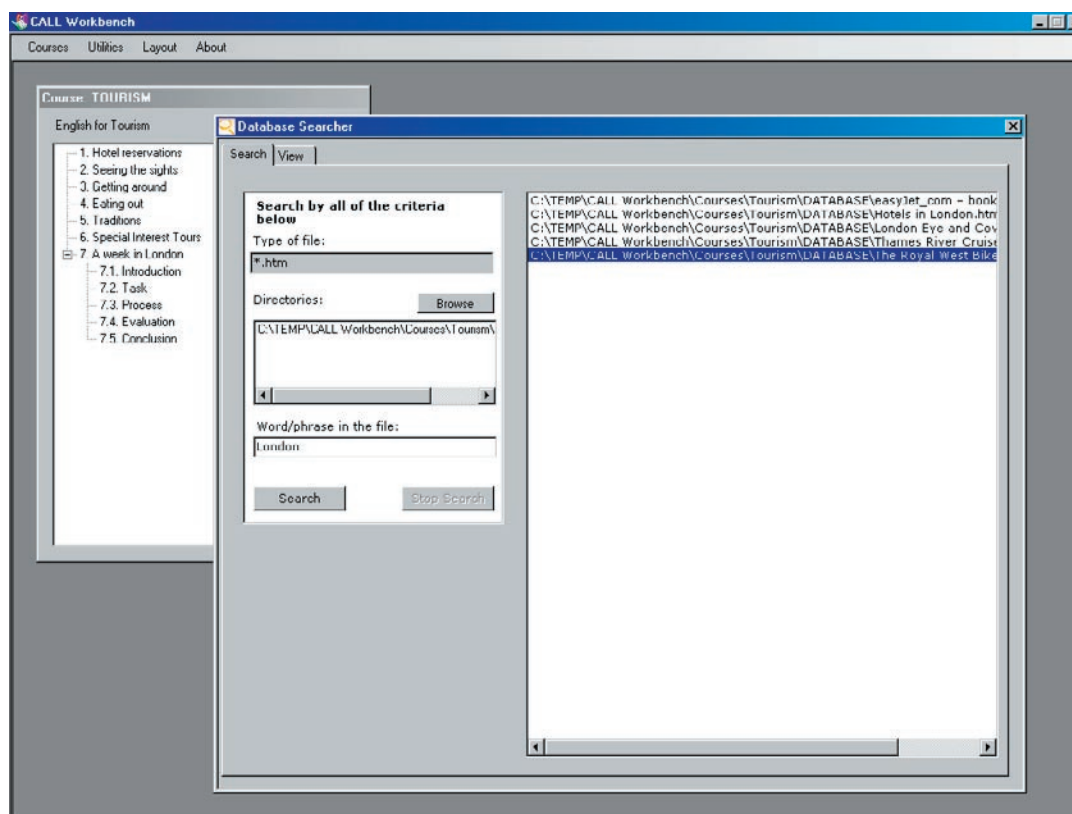 CALL Workbench
Courses Utilities Layout About
Course: TOURISM
English for Tourism
1. Hotel reservations
2. Seeing the sights
3. Getting around
4. Eating out
5. Traditions
6. Special Interest Tours
7. A week in London
7.1. Introduction
7.2. Task
7.3. Process
7.4. Evaluation
7.5. Conclusion
Database Searcher
Search View
Search by all of the criteria
below
Type of file:
*.htm
Directories:
Browse
C:\TEMP\CALL Workbench\Courses\Tourism\
Word/phrase in the file:
London
Search Stop Search
C:\TEMP\CALL Workbench\Courses\Tourism\DATABASE\easyJet_com - book
C:\TEMP\CALL Workbench\Courses\Tourism\DATABASE\Hotels in London.htm
C:\TEMP\CALL Workbench\Courses\Tourism\DATABASE\London Eye and Cov
C:\TEMP\CALL Workbench\Courses\Tourism\DATABASE\Thames River Cruise
C:\TEMP\CALL Workbench\Courses\Tourism\DATABASE\The Royal West Bike